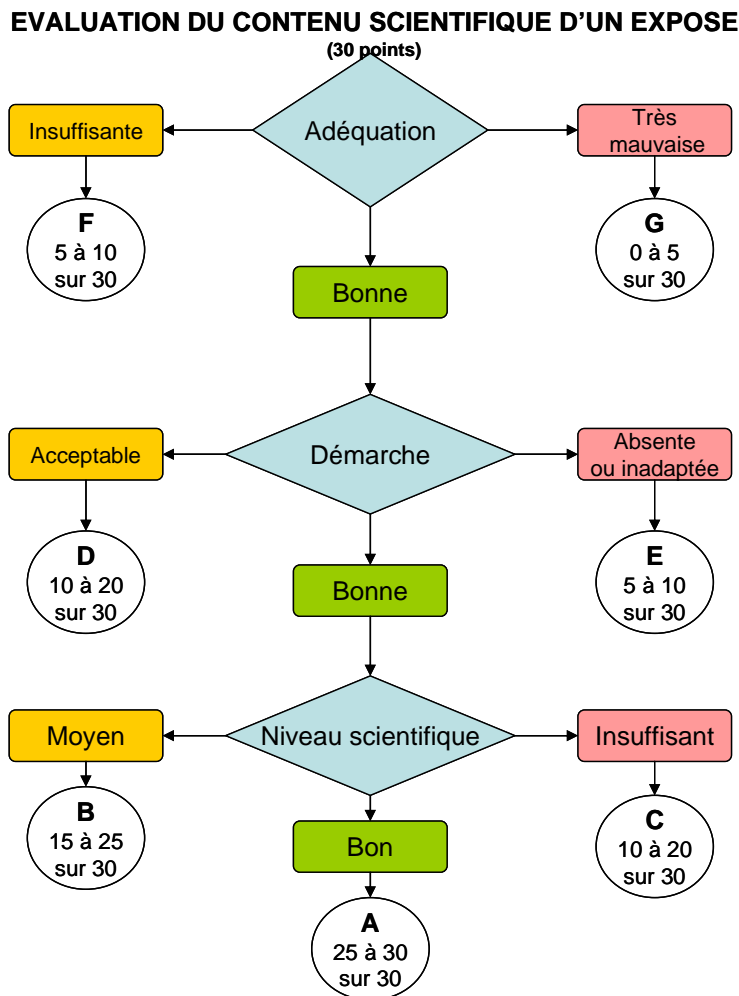 EVALUATION DU CONTENU SCIENTIFIQUE D'UN EXPOSE
(30 points)
Insuffisante
Adéquation
Très
mauvaise
F
5 à 10
sur 30
G
0 à 5
sur 30
Bonne
Acceptable
Démarche
Absente
ou inadaptée
D
10 à 20
sur 30
E
5 à 10
sur 30
Bonne
Moyen
Niveau scientifique
Insuffisant
B
15 à 25
sur 30
C
10 à 20
sur 30
Bon
A
25 à 30
sur 30